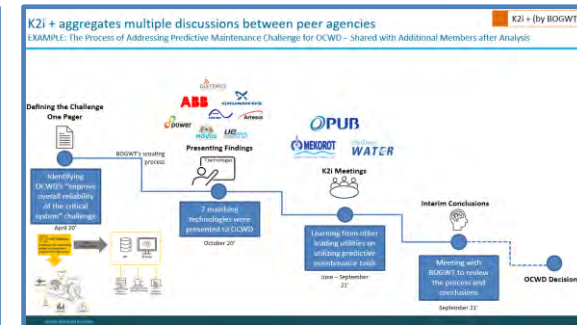 K2i + aggregates multiple discussions between peer agencies
EXAMPLE: The Process of Addressing Predictive Maintenance Challenge for OCWD – Shared with Additional Members after Analysis
K2i + (by BOGWT
Defining the Challenge
One Pager
BOGWT's scouting
process
Identifying
OCWD's "Improve
overall reliability
of the critical
system" challenge
April 20'
ABB
GRUNDFOS
Artesis
power
Presenting Findings
7 matching
technologies were
presented to OCWD
October 20'
PUB
MEKOROT
WATER
K2i Meetings
Learning from other
leading utilities on
utilizing predictive
maintenance tools
June – September
21'
Interim Conclusions
Meeting with
BOGWT to review
the process and
conclusions
September 21'
OCWD Decision